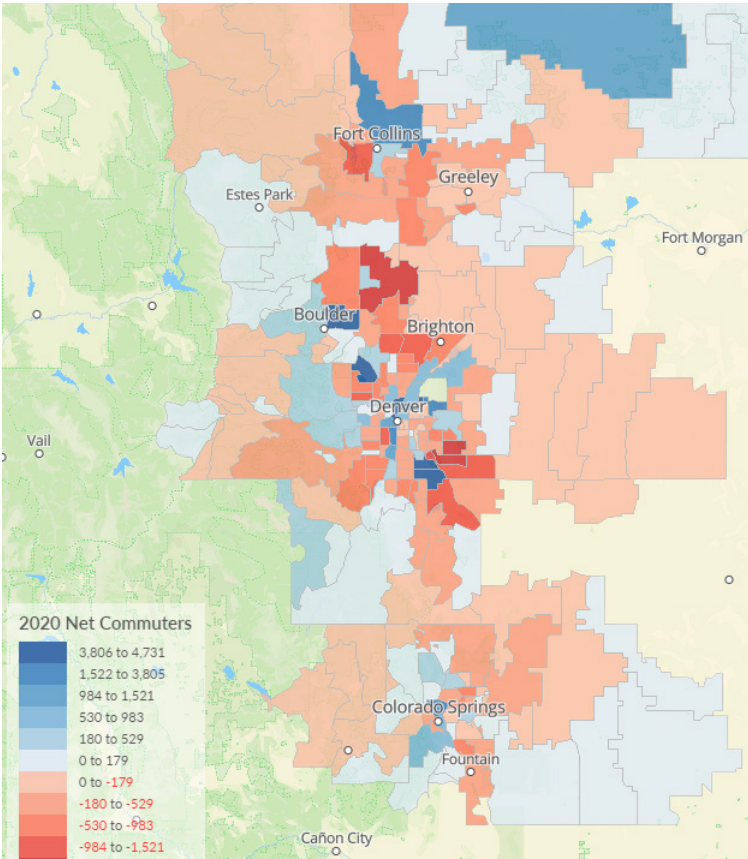 Fort Collins
Greeley
Estes Park
Fort Morgan
Boulder
Brighton
Denver
Vail
2020 Net Commuters
3,806 to 4,731
1,522 to 3,805
984 to 1,521
530 to 983
180 to 529
0 to 179
0 to -179
-180 to -529
-530 to -983
-984 to -1,521
Colorado Springs
Fountain
Cañon City